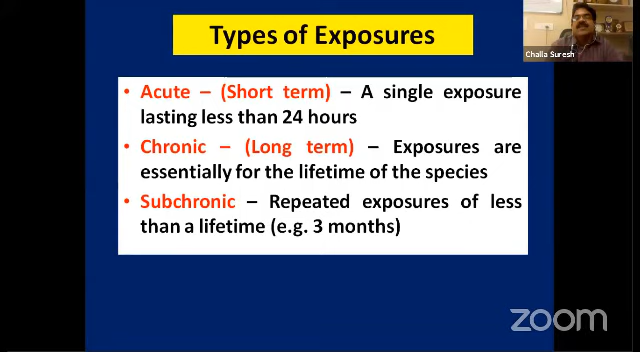 Types of Exposures
Challa Suresh
• Acute – (Short term) – A single exposure
lasting less than 24 hours
• Chronic – (Long term) – Exposures are
essentially for the lifetime of the species
• Subchronic – Repeated exposures of less
than a lifetime (e.g. 3 months)
zoom